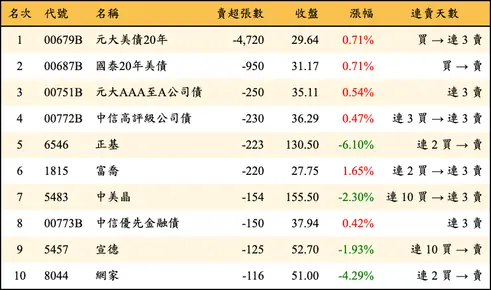 名次 代號 名稱 賣超張數 收盤 漲幅 連賣天數
1 00679B 元大美債20年 -4,720 29.64 0.71% 買 → 連 3 賣
2 00687B 國泰20年美債 -950 31.17 0.71% 買 → 賣
3 00751B 元大AAA至A公司債 -250 35.11 0.54% 連 3 賣
4 00772B 中信高評級公司債 -230 36.29 0.47% 連 3 買 → 連 3 賣
5 6546 正基 -223 130.50 -6.10% 連 2 買 → 賣
6 1815 富喬 -220 27.75 1.65% 連 2 買 → 連 3 賣
7 5483 中美晶 -154 155.50 -2.30% 連 10 買 → 連 3 賣
8 00773B 中信優先金融債 -150 37.94 0.42% 連 3 賣
9 5457 宣德 -125 52.70 -1.93% 連 10 買 → 賣
10 8044 網家 -116 51.00 -4.29% 連 2 買 → 賣